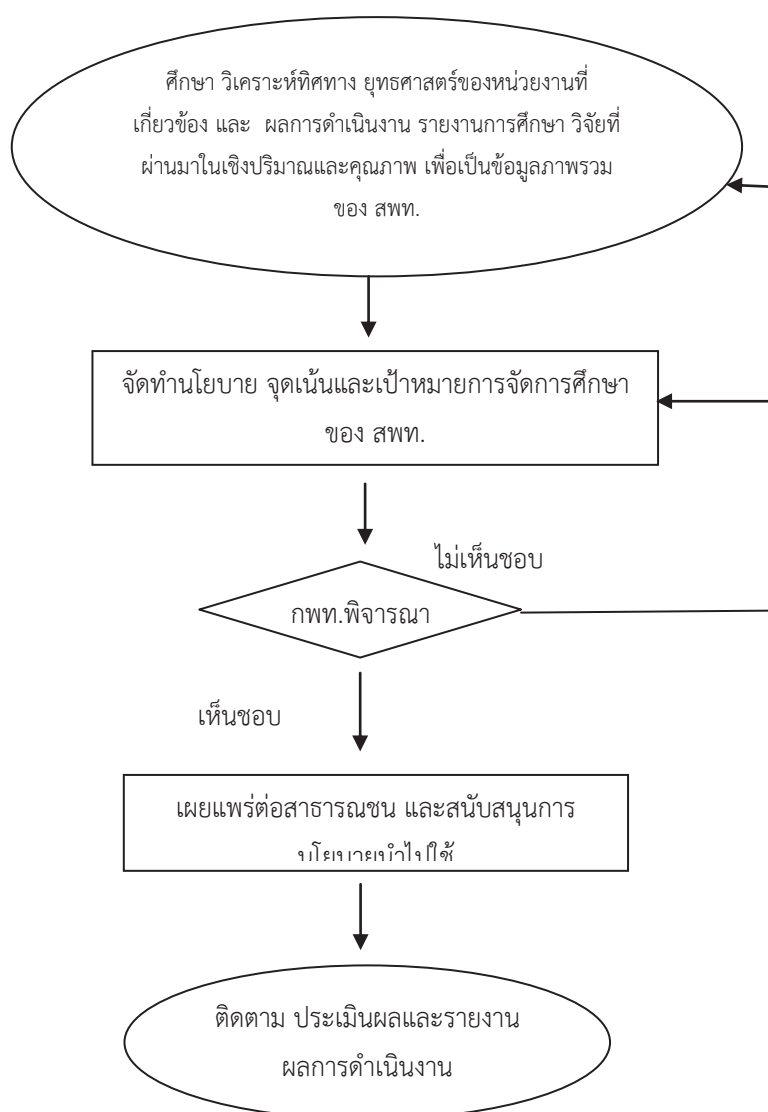 ศึกษา วิเคราะห์ทิศทาง ยุทธศาสตร์ของหน่วยงานที่
เกี่ยวข้อง และ ผลการดำเนินงาน รายงานการศึกษา วิจัยที่
ผ่านมาในเชิงปริมาณและคุณภาพ เพื่อเป็นข้อมูลภาพรวม
ของ สพท.
จัดทำนโยบาย จุดเน้นและเป้าหมายการจัดการศึกษา
ของ สพท.
ไม่เห็นชอบ
กพท.พิจารณา
เห็นชอบ
เผยแพร่ต่อสาธารณชน และสนับสนุนการ
นโยบายนำไปใช้
ติดตาม ประเมินผลและรายงาน
ผลการดำเนินงาน